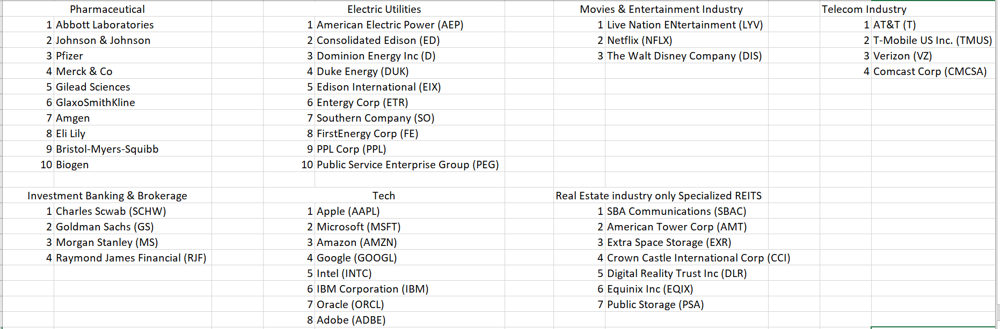 Pharmaceutical
1 Abbott Laboratories
2 Johnson & Johnson
3 Pfizer
4 Merck & Co
5 Gilead Sciences
6 GlaxoSmithKline
7 Amgen
8 Eli Lily
9 Bristol-Myers-Squibb
10 Biogen
Electric Utilities
1 American Electric Power (AEP)
2 Consolidated Edison (ED)
3 Dominion Energy Inc (D)
4 Duke Energy (DUK)
5 Edison International (EIX)
6 Entergy Corp (ETR)
7 Southern Company (SO)
8 FirstEnergy Corp (FE)
9 PPL Corp (PPL)
10 Public Service Enterprise Group (PEG)
Movies & Entertainment Industry
1 Live Nation ENtertainment (LYV)
2 Netflix (NFLX)
3 The Walt Disney Company (DIS)
Telecom Industry
1 AT&T (T)
2 T-Mobile US Inc. (TMUS)
3 Verizon (VZ)
4 Comcast Corp (CMCSA)
Investment Banking & Brokerage
1 Charles Scwab (SCHW)
2 Goldman Sachs (GS)
3 Morgan Stanley (MS)
4 Raymond James Financial (RJF)
Tech
1 Apple (AAPL)
2 Microsoft (MSFT)
3 Amazon (AMZN)
4 Google (GOOGL)
5 Intel (INTC)
6 IBM Corporation (IBM)
7 Oracle (ORCL)
8 Adobe (ADBE)
Real Estate industry only Specialized REITS
1 SBA Communications (SBAC)
2 American Tower Corp (AMT)
3 Extra Space Storage (EXR)
4 Crown Castle International Corp (CCI)
5 Digital Reality Trust Inc (DLR)
6 Equinix Inc (EQIX)
7 Public Storage (PSA)